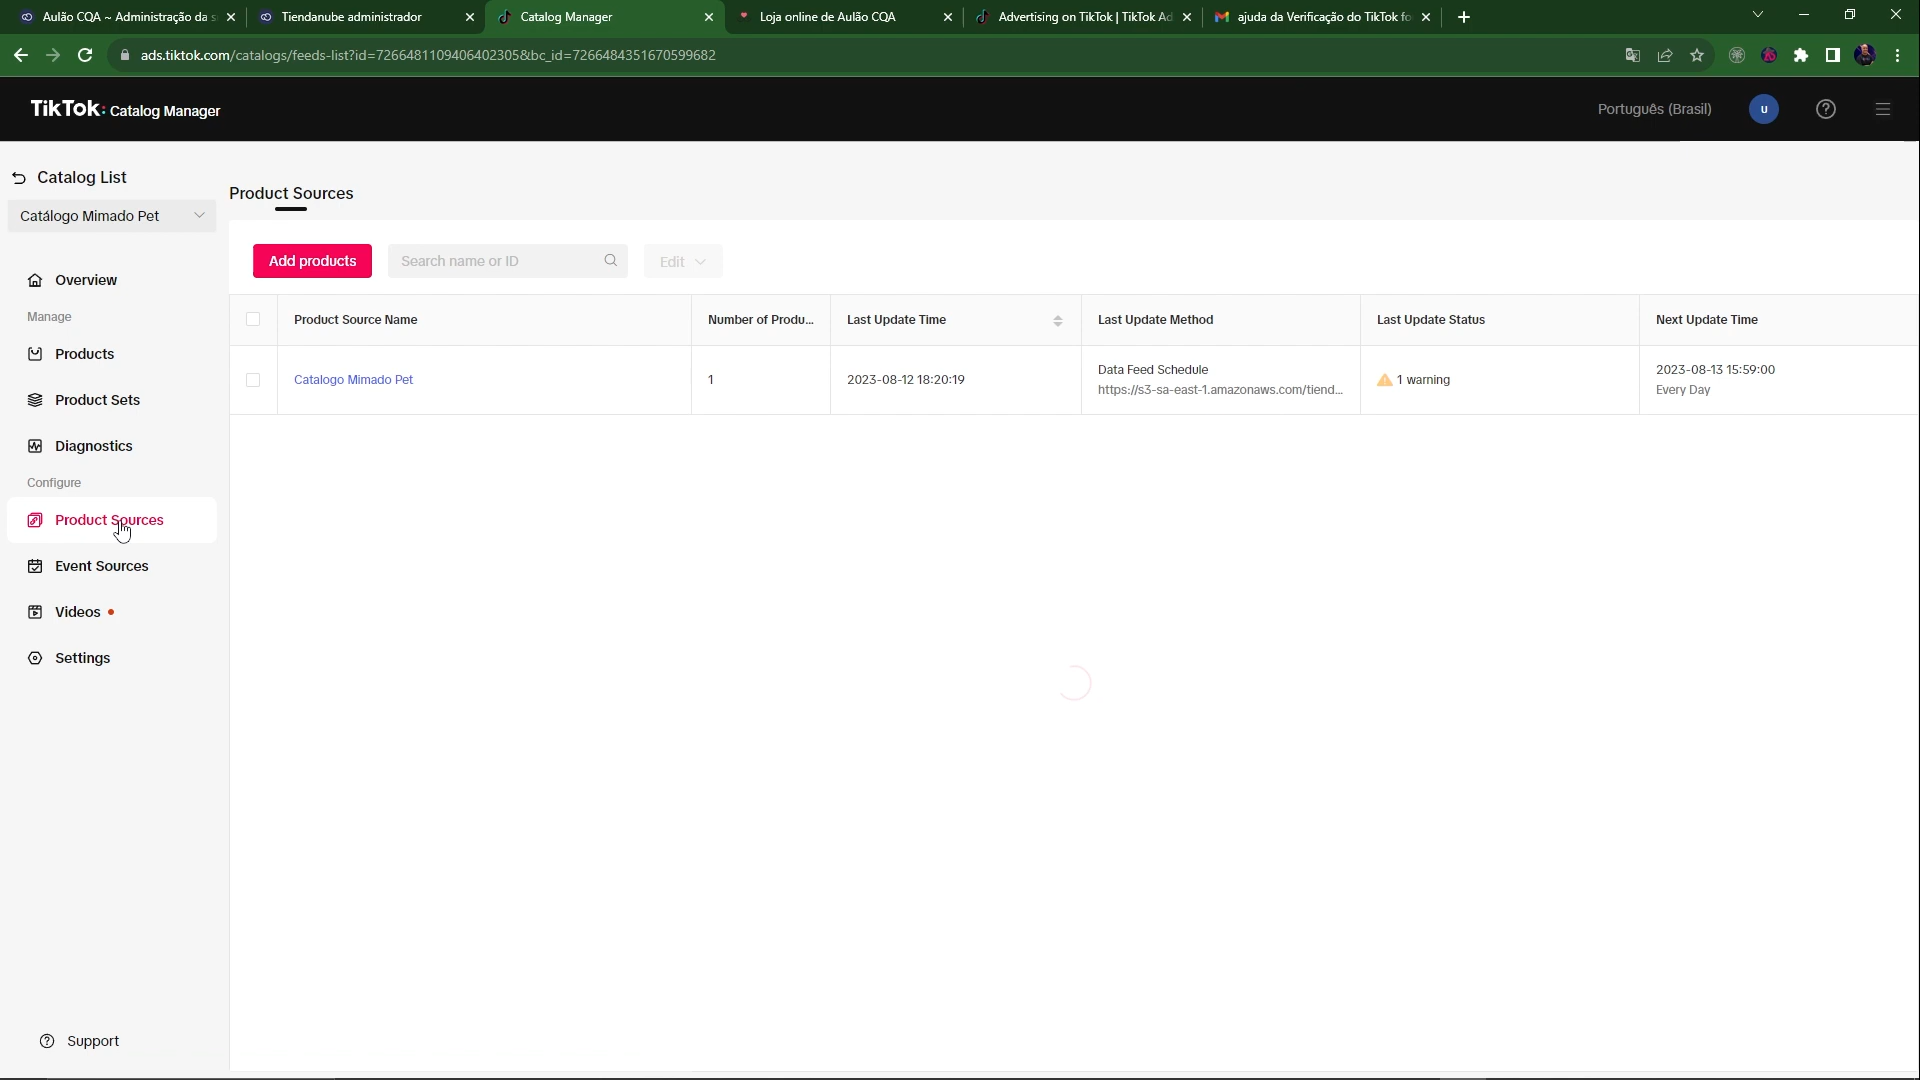 Aulão CQA ~ Administração da s
Tiendanube administrador
Catalog Manager
Loja online de Aulão CQA
Advertising on TikTok | TikTok Ad
ajuda da Verificação do TikTok fo
ads.tiktok.com/catalogs/feeds-list?id=7266481109406402305&bc_id=7266484351670599682
TikTok: Catalog Manager
Português (Brasil)
U
Catalog List
Catálogo Mimado Pet
Product Sources
Add products
Search name or ID
Edit
Overview
Manage
Products
Product Sets
Diagnostics
Configure
Product Sources
Event Sources
Videos
Settings
Support
Product Source Name
Number of Produ...
Last Update Time
Last Update Method
Last Update Status
Next Update Time
Catalogo Mimado Pet
1
2023-08-12 18:20:19
Data Feed Schedule
https://s3-sa-east-1.amazonaws.com/tiend...
1 warning
2023-08-13 15:59:00
Every Day